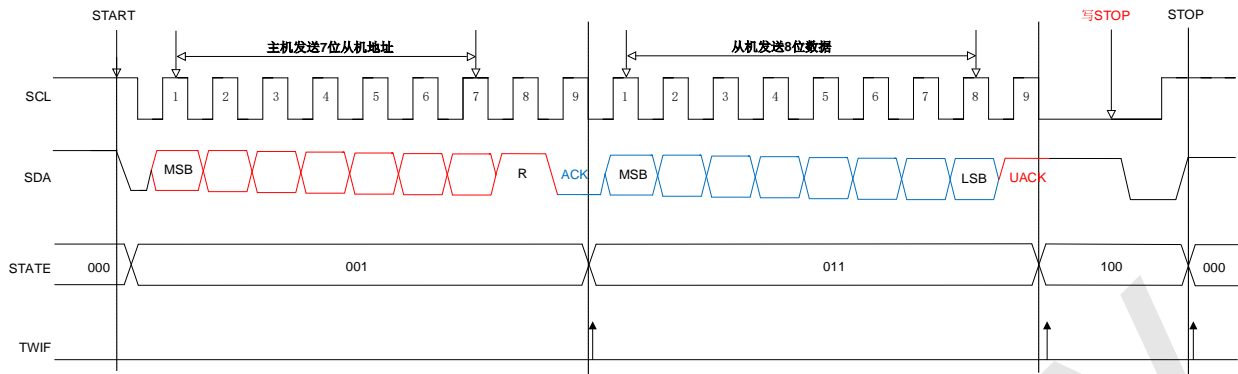 START 写STOP STOP
主机发送7位从机地址 从机发送8位数据
SCL 1 2 3 4 5 6 7 8 9 1 2 3 4 5 6 7 8 9
SDA MSB R ACK MSB LSB UACK
STATE 000 001 011 100 000
TWIF